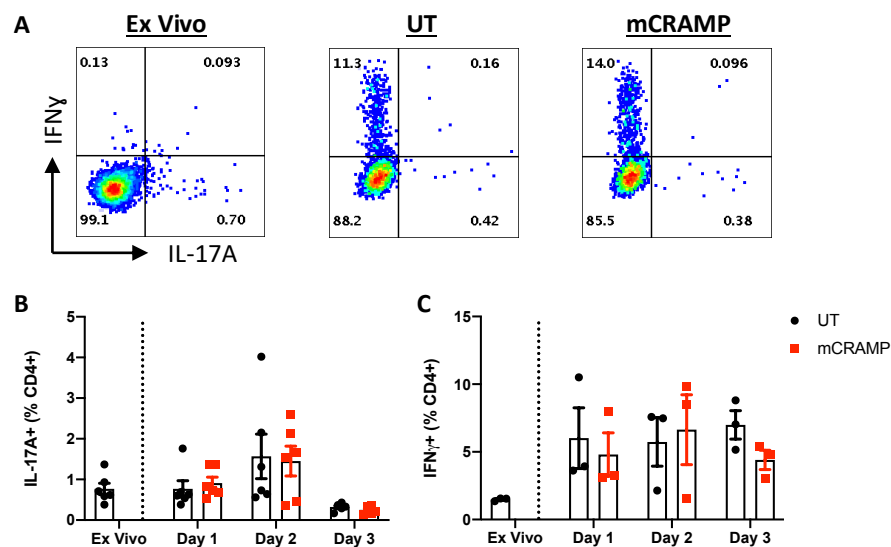 A
Ex Vivo
UT
mCRAMP
0.13 0.093
11.3 0.16
14.0 0.096
IFNɣ
99.1 0.70
88.2 0.42
85.5 0.38
IL-17A
B
C
IL-17A+ (% CD4+)
5
4
3
2
1
0
Ex Vivo Day 1 Day 2 Day 3
IFNγ+ (% CD4+)
15
10
5
0
Ex Vivo Day 1 Day 2 Day 3
UT
mCRAMP